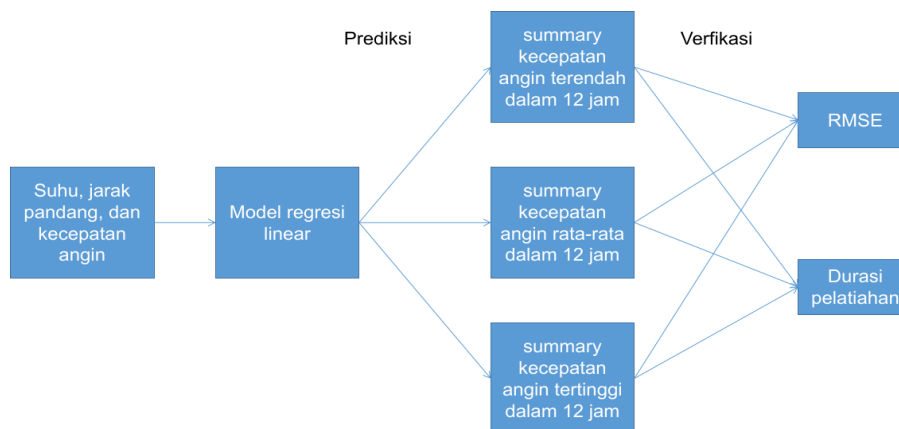 Prediksi
Verfikasi
Suhu, jarak
pandang, dan
kecepatan
angin
Model regresi
linear
summary
kecepatan
angin terendah
dalam 12 jam
summary
kecepatan
angin rata-rata
dalam 12 jam
summary
kecepatan
angin tertinggi
dalam 12 jam
RMSE
Durasi
pelatiahan